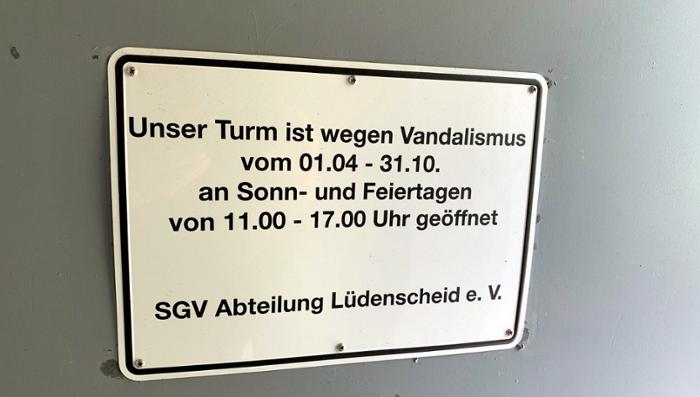 Unser Turm ist wegen Vandalismus
vom 01.04 - 31.10.
an Sonn- und Feiertagen
von 11.00 - 17.00 Uhr geöffnet
SGV Abteilung Lüdenscheid e. V.